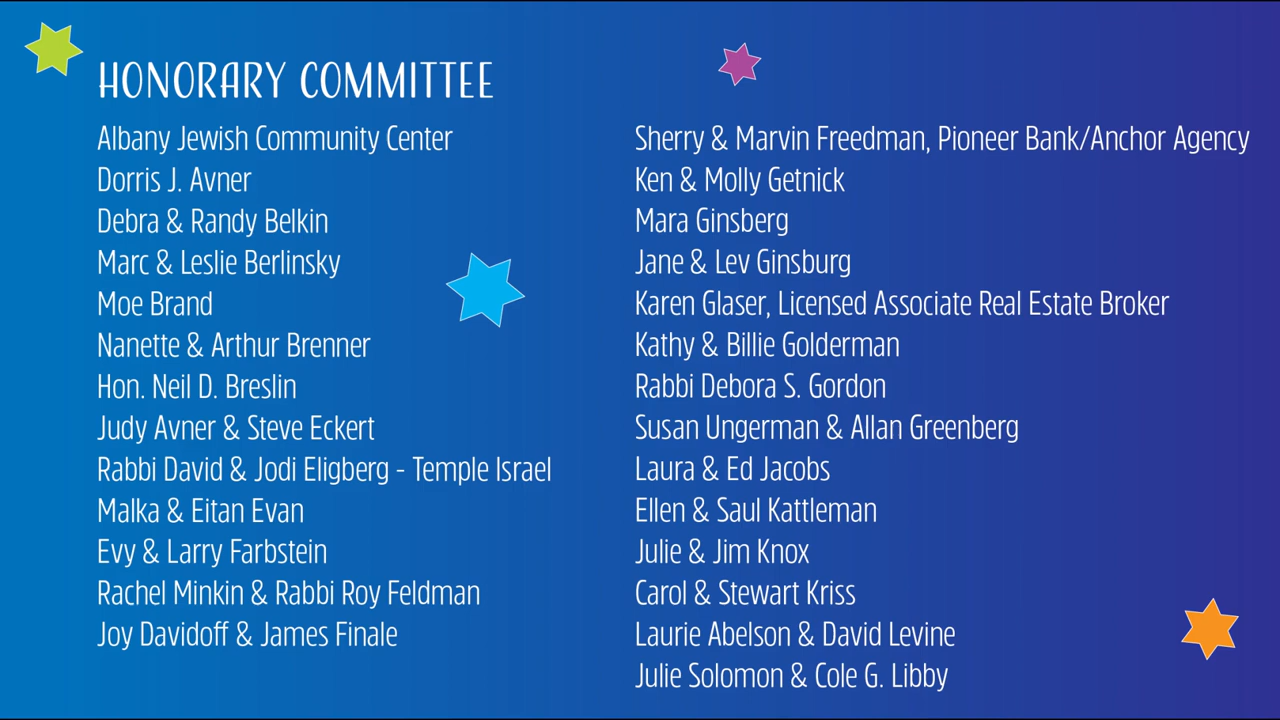 HONORARY COMMITTEE
Albany Jewish Community Center
Dorris J. Avner
Debra & Randy Belkin
Marc & Leslie Berlinsky
Moe Brand
Nanette & Arthur Brenner
Hon. Neil D. Breslin
Judy Avner & Steve Eckert
Rabbi David & Jodi Eligberg - Temple Israel
Malka & Eitan Evan
Evy & Larry Farbstein
Rachel Minkin & Rabbi Roy Feldman
Joy Davidoff & James Finale
Sherry & Marvin Freedman, Pioneer Bank/Anchor Agency
Ken & Molly Getnick
Mara Ginsberg
Jane & Lev Ginsburg
Karen Glaser, Licensed Associate Real Estate Broker
Kathy & Billie Golderman
Rabbi Debora S. Gordon
Susan Ungerman & Allan Greenberg
Laura & Ed Jacobs
Ellen & Saul Kattleman
Julie & Jim Knox
Carol & Stewart Kriss
Laurie Abelson & David Levine
Julie Solomon & Cole G. Libby